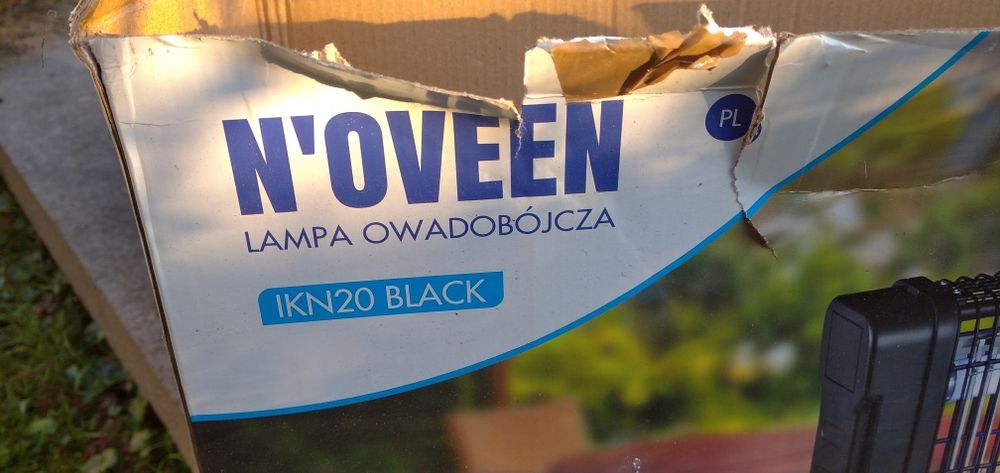 N'OVEEN
PL
LAMPA OWADOBÓJCZA
IKN20 BLACK